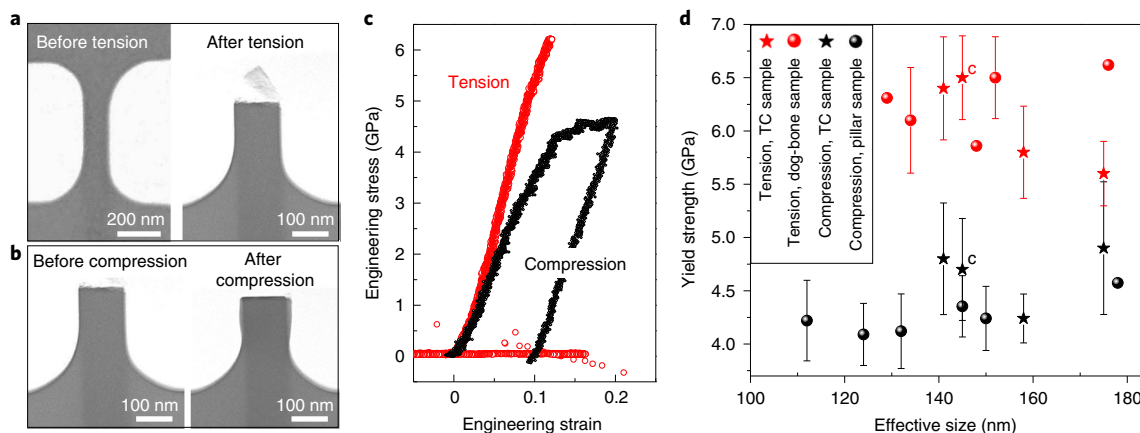 a
Before tension
After tension
200 nm
100 nm
b
Before compression
After
compression
100 nm
100 nm
c
Engineering stress (GPa)
6
5
4
3
2
1
0
Tension
Compression
0
0.1
0.2
Engineering strain
d
Yield strength (GPa)
7.0
6.5
6.0
5.5
5.0
4.5
4.0
Tension, TC sample
Tension, dog-bone sample
Compression, TC sample
Compression, pillar sample
c
c
100
120
140
160
180
Effective size (nm)